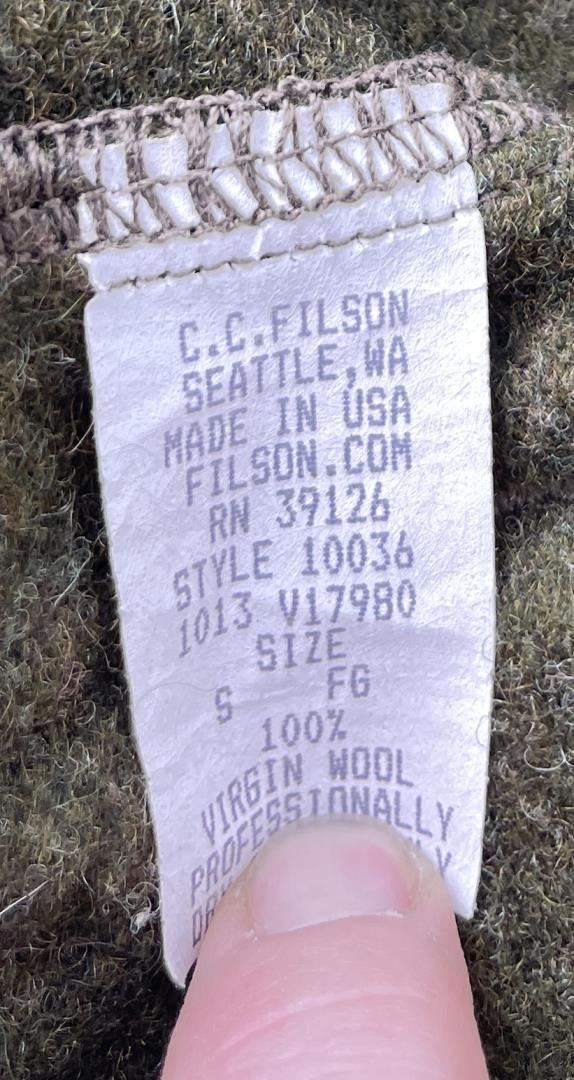 C.C.FILSON
SEATTLE,WA
MADE IN USA
FILSON.COM
RN 39126
STYLE 10036
1013 V17980
SIZE
S FG
100%
VIRGIN WOOL
PROFESSIONALLY